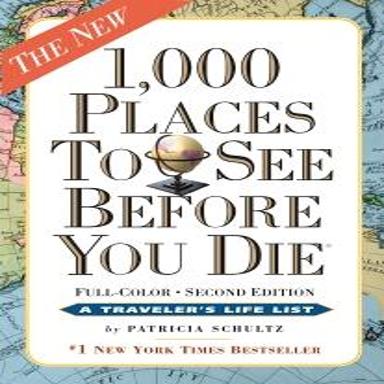 THE NEW
1,000
PLACES
TO SEE
BEFORE
YOU DIE®
FULL-COLOR • SECOND EDITION
A TRAVELER'S LIFE LIST
by PATRICIA SCHULTZ
#1 NEW YORK TIMES BESTSELLER